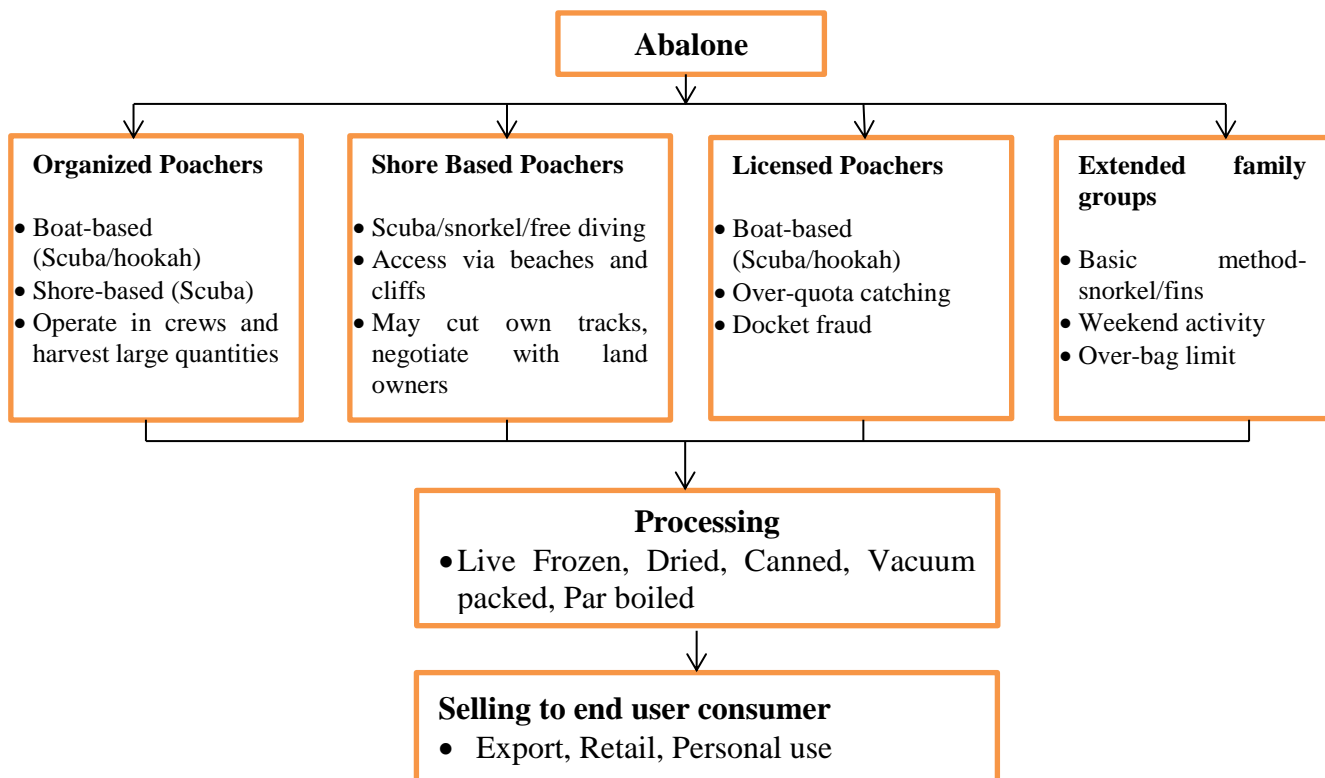 Abalone
Organized Poachers
• Boat-based
(Scuba/hookah)
• Shore-based (Scuba)
• Operate in crews and
harvest large quantities
Shore Based Poachers
• Scuba/snorkel/free diving
• Access via beaches and
cliffs
• May cut own tracks,
negotiate with land
owners
Licensed Poachers
• Boat-based
(Scuba/hookah)
• Over-quota catching
• Docket fraud
Extended family
groups
• Basic method-
snorkel/fins
• Weekend activity
• Over-bag limit
Processing
• Live Frozen, Dried, Canned, Vacuum
packed, Par boiled
Selling to end user consumer
• Export, Retail, Personal use